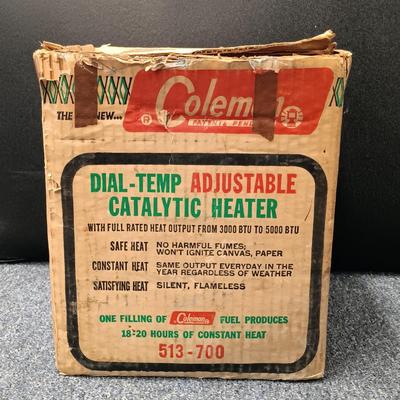 THE NEW...
Coleman
PATENTS PENDING
DIAL-TEMP ADJUSTABLE
CATALYTIC HEATER
WITH FULL RATED HEAT OUTPUT FROM 3000 BTU TO 5000 BTU
SAFE HEAT NO HARMFUL FUMES;
WON'T IGNITE CANVAS, PAPER
CONSTANT HEAT SAME OUTPUT EVERYDAY IN THE
YEAR REGARDLESS OF WEATHER
SATISFYING HEAT SILENT, FLAMELESS
ONE FILLING OF Coleman FUEL PRODUCES
18-20 HOURS OF CONSTANT HEAT
513-700